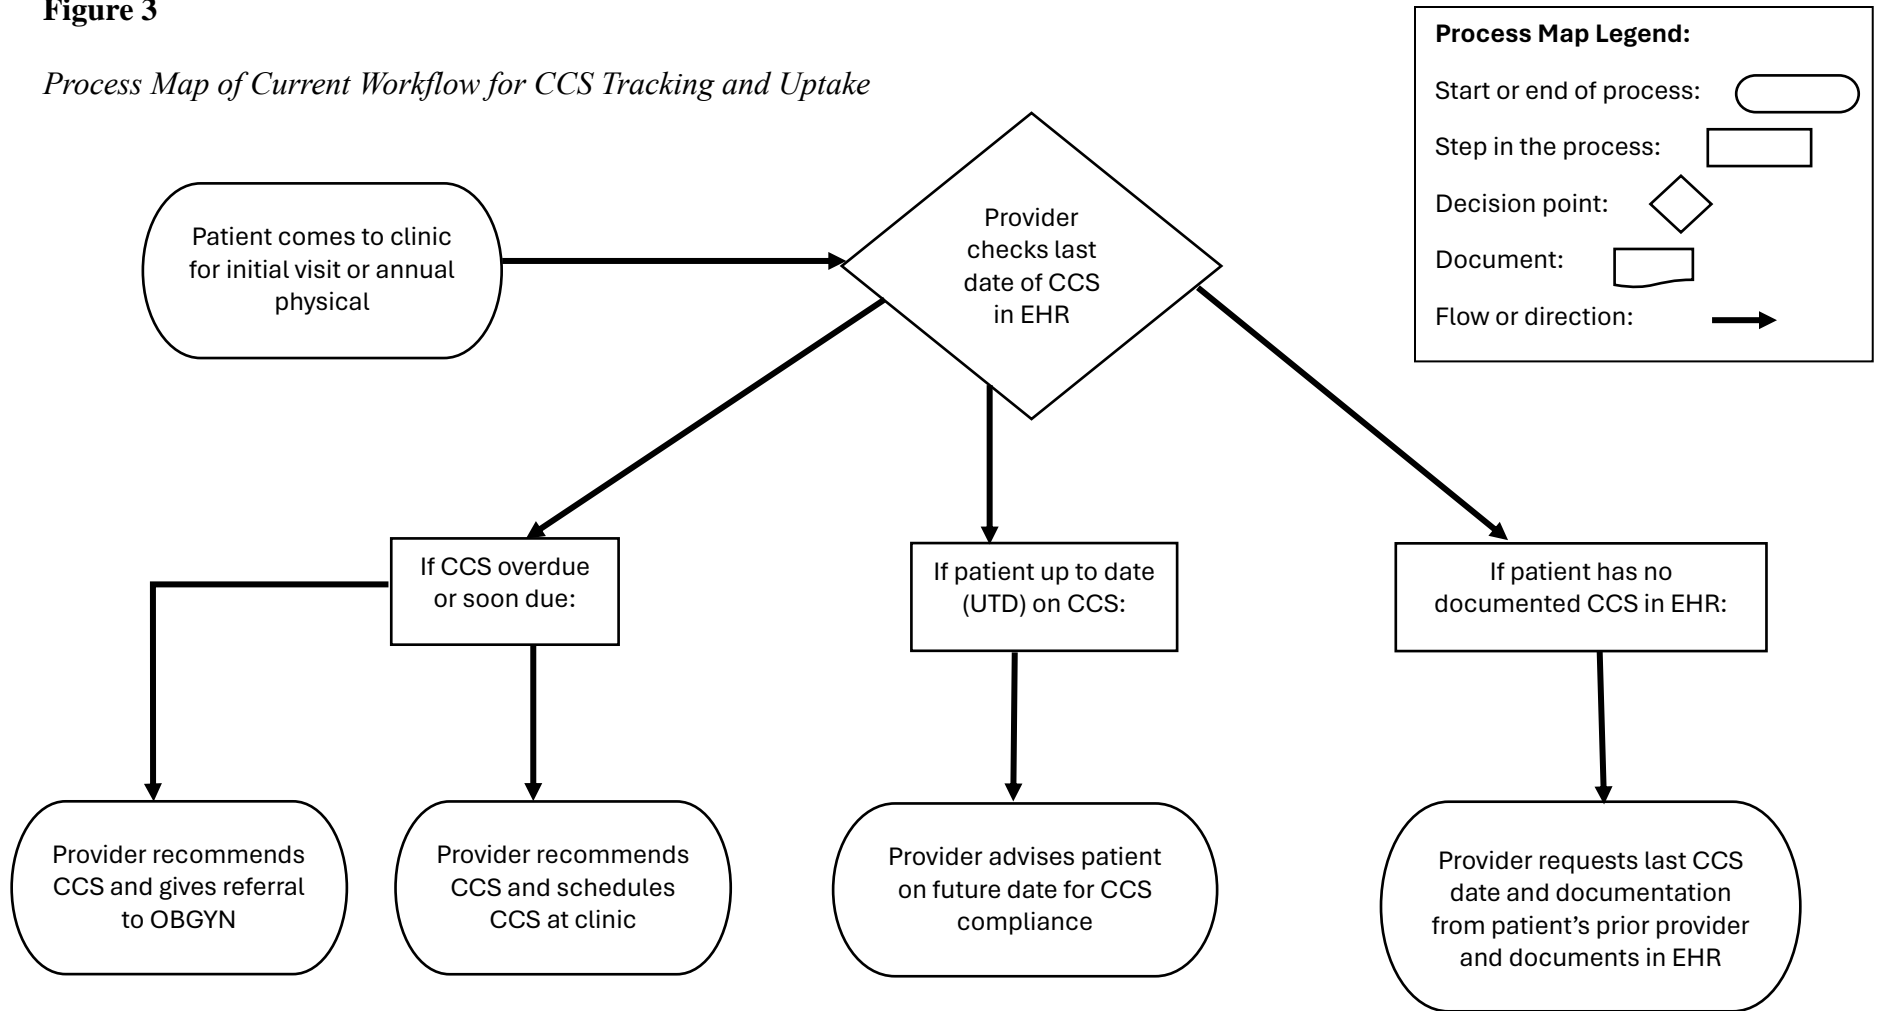 Figure 3
Process Map of Current Workflow for CCS Tracking and Uptake
Process Map Legend:
Start or end of process:
Step in the process:
Decision point:
Document:
Flow or direction:
Patient comes to clinic
for initial visit or annual
physical
Provider
checks last
date of CCS
in EHR
If CCS overdue
or soon due:
If patient up to date
(UTD) on CCS:
If patient has no
documented CCS in EHR:
Provider recommends
CCS and gives referral
to OBGYN
Provider recommends
CCS and schedules
CCS at clinic
Provider advises patient
on future date for CCS
compliance
Provider requests last CCS
date and documentation
from patient’s prior provider
and documents in EHR